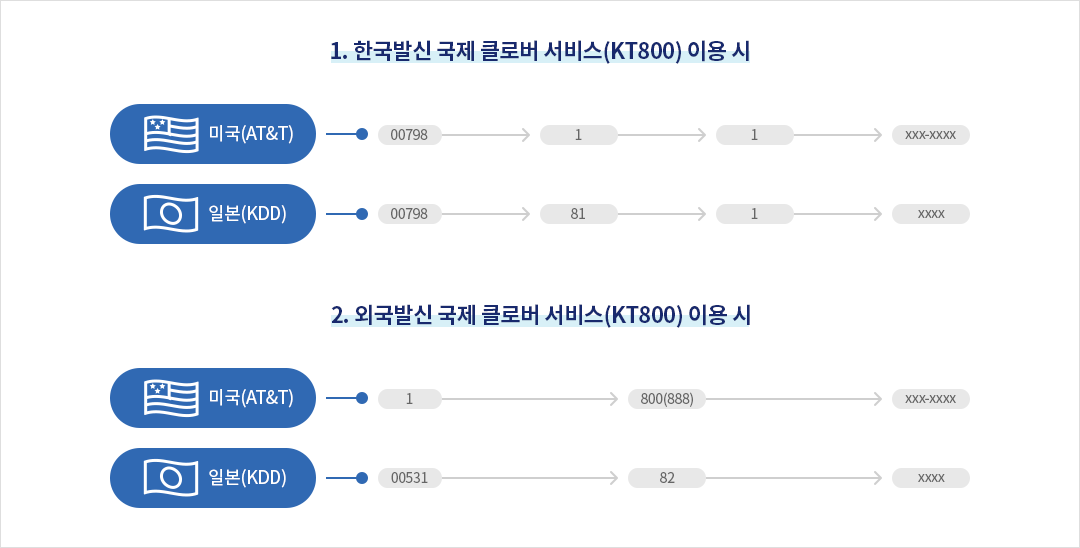 1. 한국발신 국제 클로버 서비스(KT800) 이용 시
미국(AT&T) 00798 1 1 xxx-xxxx
일본(KDD) 00798 81 1 xxxx
2. 외국발신 국제 클로버 서비스(KT800) 이용 시
미국(AT&T) 1 800(888) xxx-xxxx
일본(KDD) 00531 82 xxxx